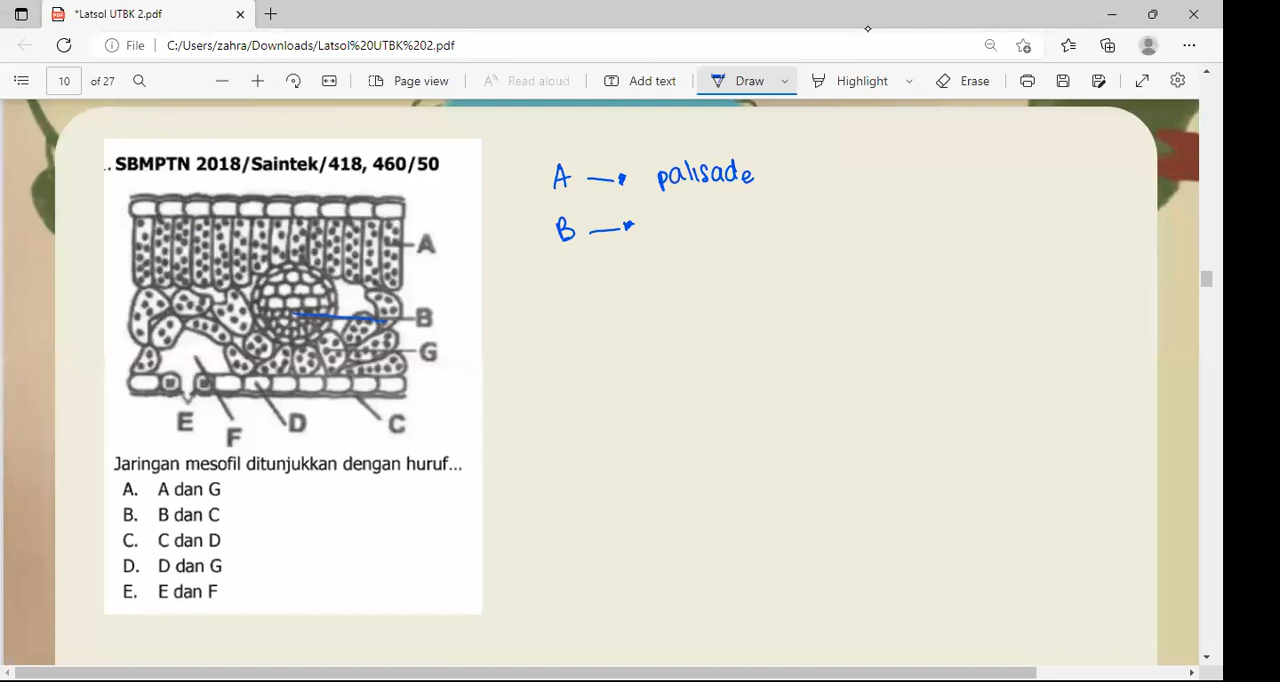 *Latsol UTBK 2.pdf
File C:/Users/zahra/Downloads/Latsol%20UTBK%202.pdf
10 of 27 Page view Read aloud Add text Draw Highlight Erase
. SBMPTN 2018/Saintek/418, 460/50
A → palisade
B →
A
B
G
E
F
D
C
Jaringan mesofil ditunjukkan dengan huruf...
A. A dan G
B. B dan C
C. C dan D
D. D dan G
E. E dan F